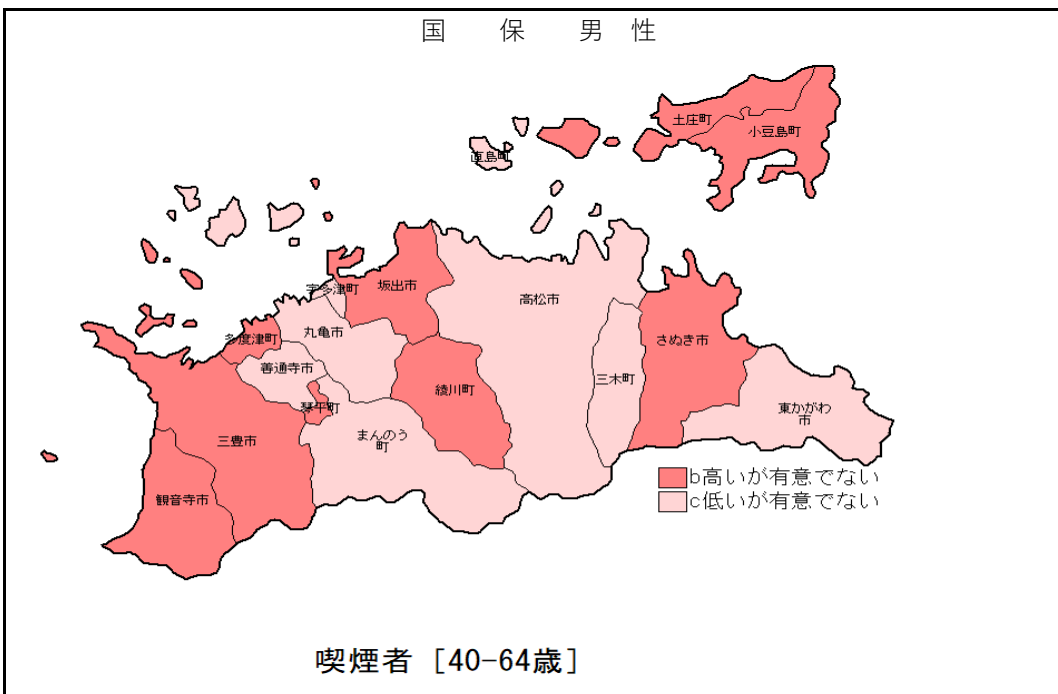 国 保 男 性
土庄町
小豆島町
直島町
宇多津町
坂出市
高松市
丸亀市
多度津町
さぬき市
善通寺市
三木町
綾川町
琴平町
東かがわ
市
まんのう
町
三豊市
観音寺市
b高いが有意でない
c低いが有意でない
喫煙者 [40-64歳]